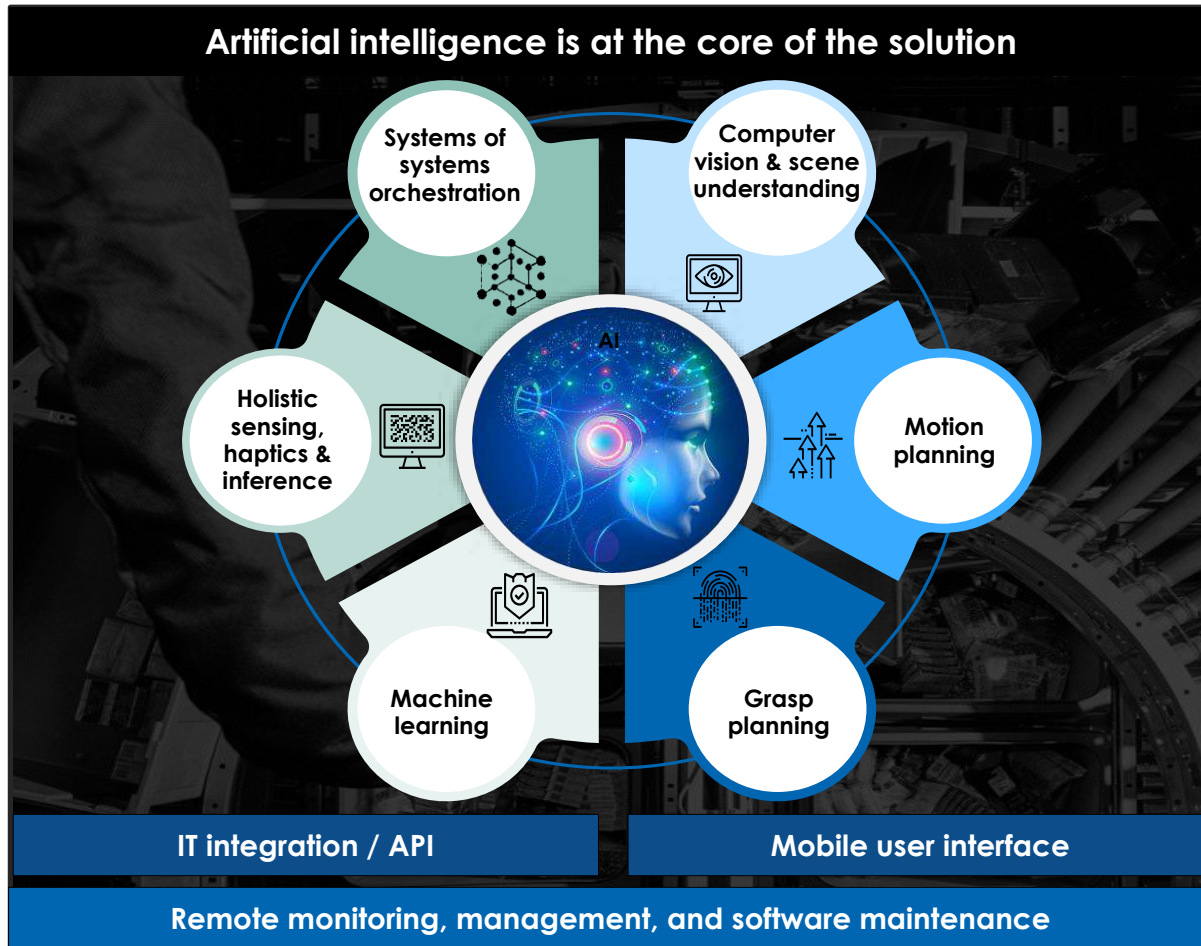 Artificial intelligence is at the core of the solution
Systems of
systems
orchestration
Computer
vision & scene
understanding
AI
Holistic
sensing,
haptics &
inference
Motion
planning
Machine
learning
Grasp
planning
IT integration / API
Mobile user interface
Remote monitoring, management, and software maintenance